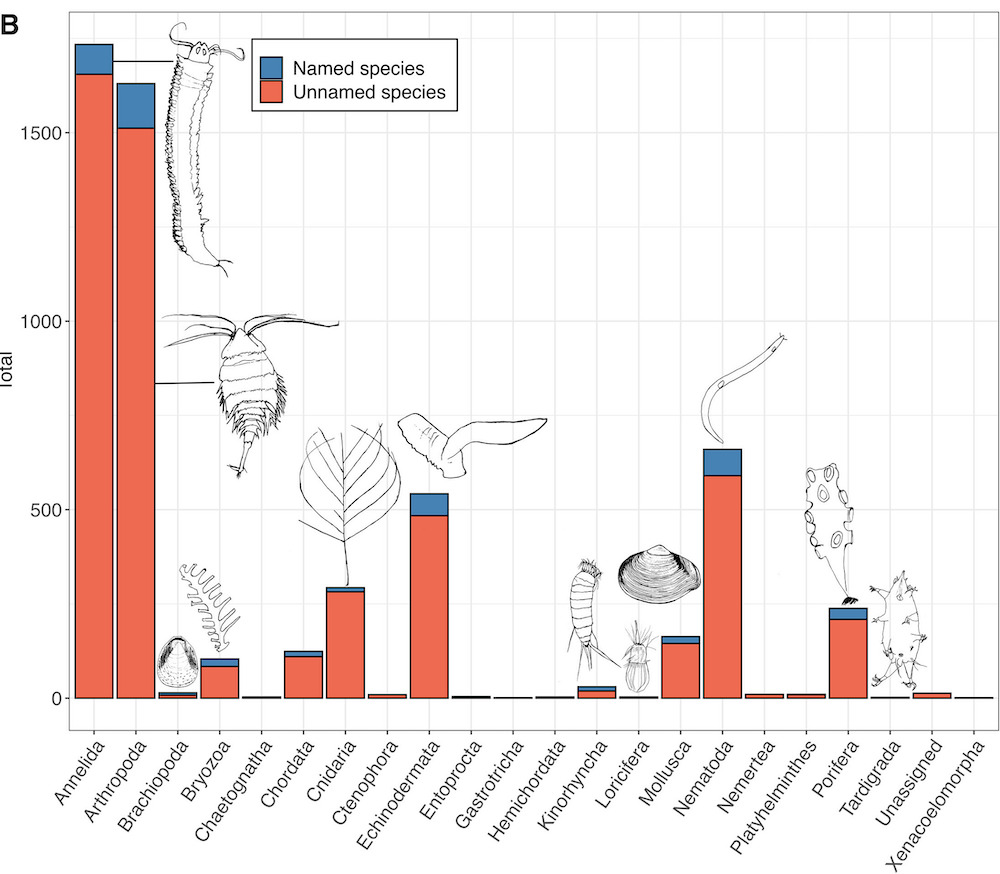 B
Named species
Unnamed species
1500
1000
500
0
Total
Annelida
Arthropoda
Brachiopoda
Bryozoa
Chaetognatha
Chordata
Cnidaria
Ctenophora
Echinodermata
Entoprocta
Gastrotricha
Hemichordata
Kinorhyncha
Loricifera
Mollusca
Nematoda
Nemertea
Platyhelminthes
Porifera
Tardigrada
Unassigned
Xenacoelomorpha